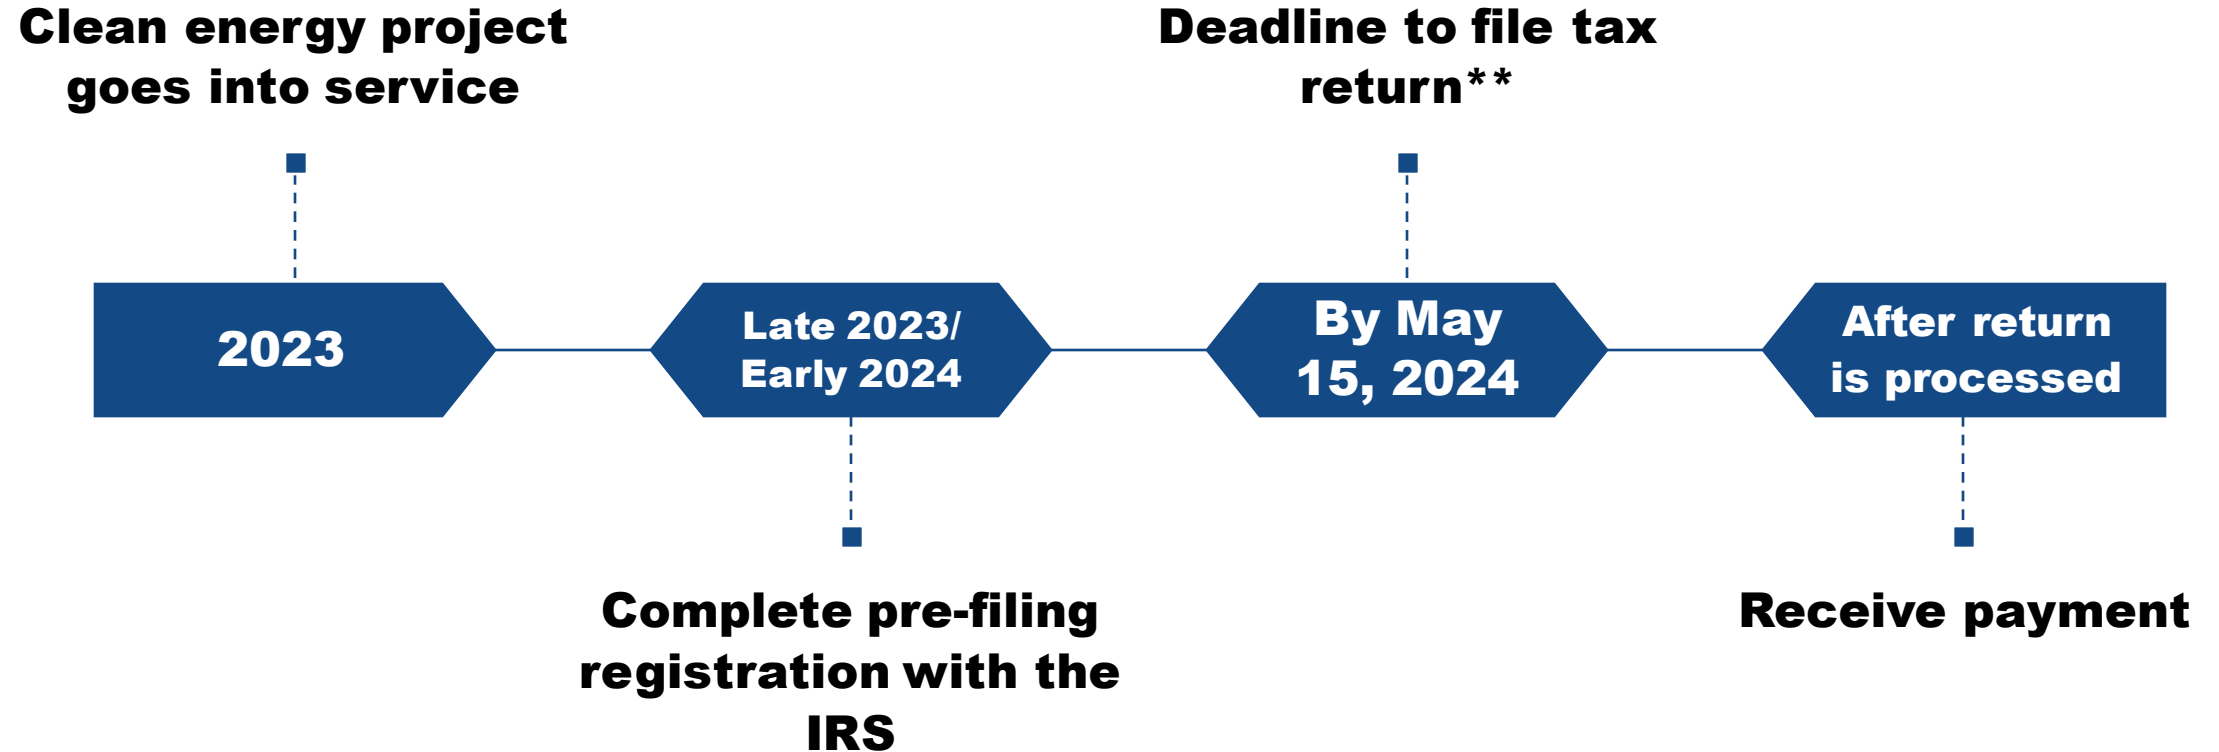 Clean energy project
goes into service
Deadline to file tax
return**
2023
Late 2023/
Early 2024
By May
15, 2024
After return
is processed
Complete pre-filing
registration with the
IRS
Receive payment